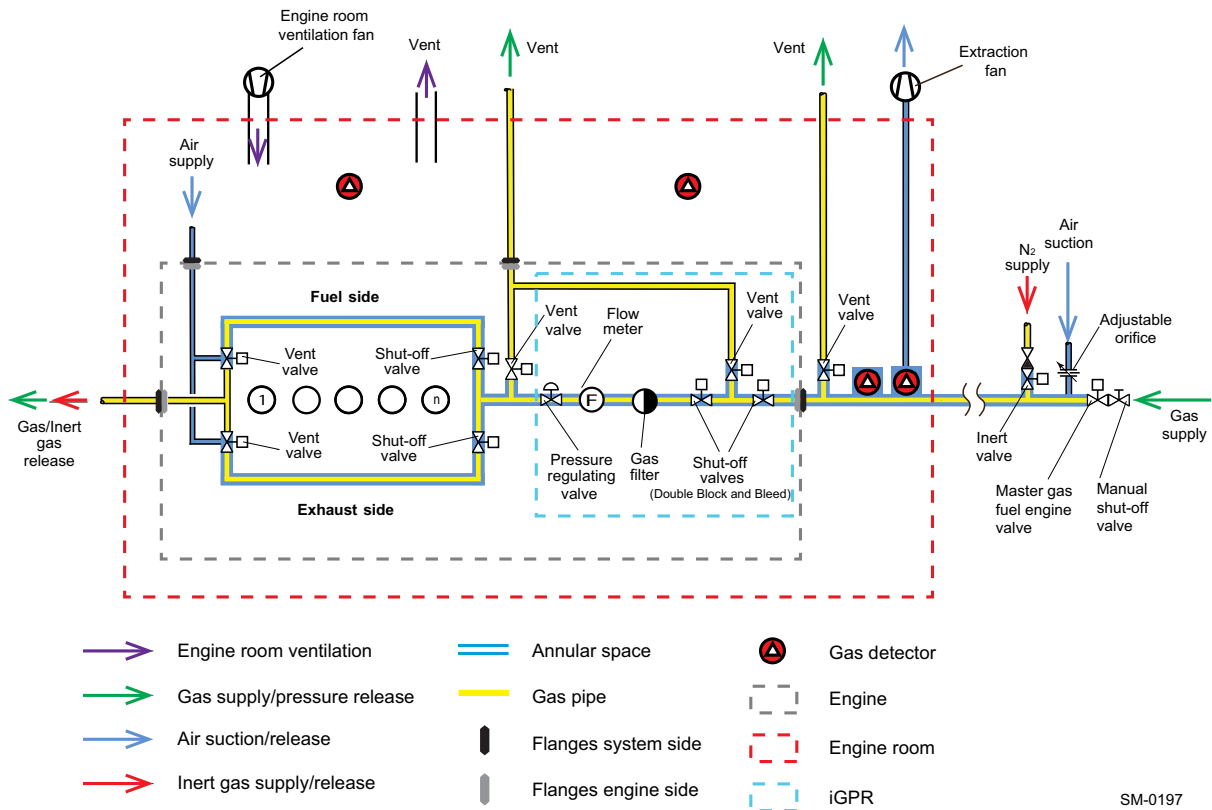 Engine room
ventilation fan
Vent
Vent
Vent
Extraction
fan
Air
supply
N₂
supply
Air
suction
Adjustable
orifice
Fuel side
Vent
valve
Flow
meter
Vent
valve
Vent
valve
Vent
valve
Shut-off
valve
1
n
F
Gas
supply
Gas/Inert
gas
release
Vent
valve
Shut-off
valve
Pressure
regulating
valve
Gas
filter
Shut-off
valves
(Double Block and Bleed)
Inert
valve
Master gas
fuel engine
valve
Manual
shut-off
valve
Exhaust side
Engine room ventilation
Annular space
Gas detector
Gas supply/pressure release
Gas pipe
Engine
Air suction/release
Flanges system side
Engine room
Inert gas supply/release
Flanges engine side
iGPR
SM-0197